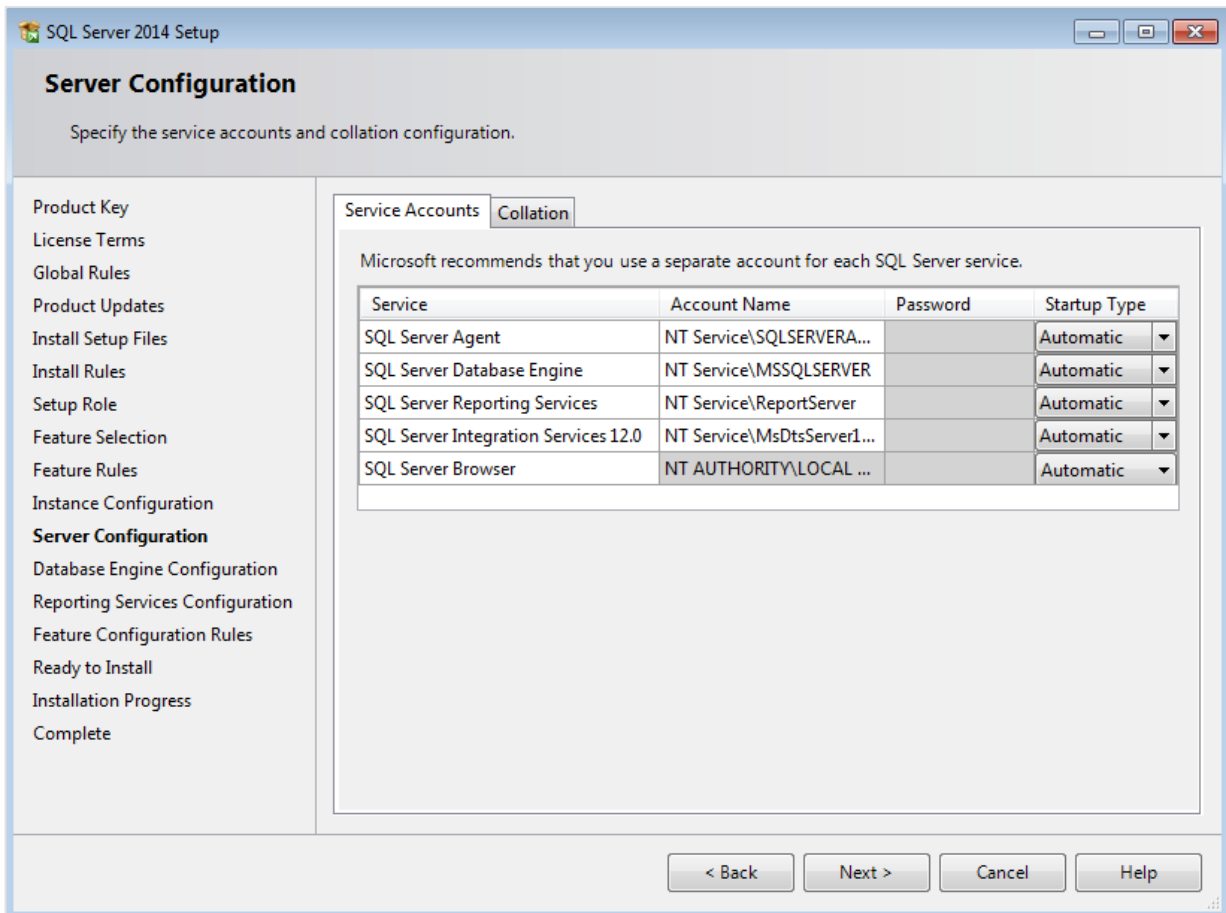 SQL Server 2014 Setup
Server Configuration
Specify the service accounts and collation configuration.
Product Key
License Terms
Global Rules
Product Updates
Install Setup Files
Install Rules
Setup Role
Feature Selection
Feature Rules
Instance Configuration
Server Configuration
Database Engine Configuration
Reporting Services Configuration
Feature Configuration Rules
Ready to Install
Installation Progress
Complete
Service Accounts Collation
Microsoft recommends that you use a separate account for each SQL Server service.
Service Account Name Password Startup Type
SQL Server Agent NT Service\SQLSERVERA... Automatic
SQL Server Database Engine NT Service\MSSQLSERVER Automatic
SQL Server Reporting Services NT Service\ReportServer Automatic
SQL Server Integration Services 12.0 NT Service\MsDtsServer1... Automatic
SQL Server Browser NT AUTHORITY\LOCAL ... Automatic
< Back Next > Cancel Help